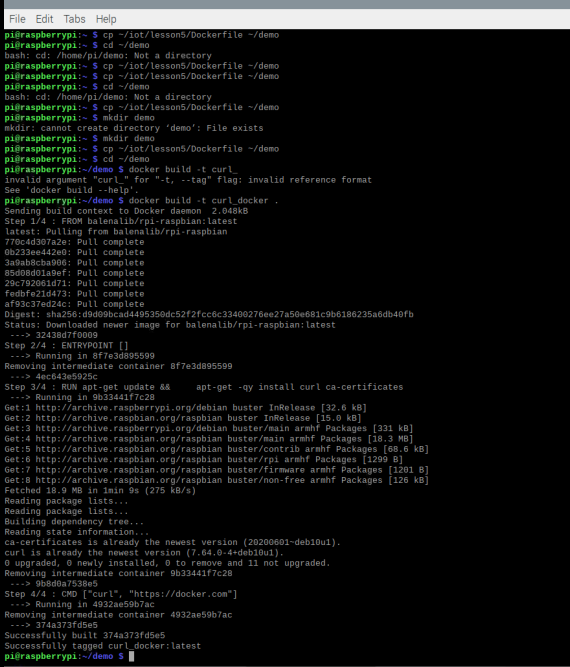 File Edit Tabs Help
pi@raspberrypi:~ $ cp ~/iot/lesson5/Dockerfile ~/demo
pi@raspberrypi:~ $ cd ~/demo
bash: cd: /home/pi/demo: Not a directory
pi@raspberrypi:~ $ cp ~/iot/lesson5/Dockerfile ~/demo
pi@raspberrypi:~ $ cp ~/iot/lesson5/Dockerfile ~/demo
pi@raspberrypi:~ $ cd ~/demo
bash: cd: /home/pi/demo: Not a directory
pi@raspberrypi:~ $ cp ~/iot/lesson5/Dockerfile ~/demo
pi@raspberrypi:~ $ mkdir demo
mkdir: cannot create directory ‘demo’: File exists
pi@raspberrypi:~ $ mkdir demo
pi@raspberrypi:~ $ cp ~/iot/lesson5/Dockerfile ~/demo
pi@raspberrypi:~ $ cd ~/demo
pi@raspberrypi:~/demo $ docker build -t curl_
invalid argument "curl_" for "-t, --tag" flag: invalid reference format
See 'docker build --help'.
pi@raspberrypi:~/demo $ docker build -t curl_docker .
Sending build context to Docker daemon  2.048kB
Step 1/4 : FROM balenalib/rpi-raspbian:latest
latest: Pulling from balenalib/rpi-raspbian
770c4d307a2e: Pull complete
0b233ee442e0: Pull complete
3a9ab8cba906: Pull complete
85d08d01a9ef: Pull complete
29c792061d71: Pull complete
fedbfe21d473: Pull complete
af93c37ed24c: Pull complete
Digest: sha256:d9d09bcad4495350dc52f2fcc6c33400276ee27a50e681c9b6186235a6db40fb
Status: Downloaded newer image for balenalib/rpi-raspbian:latest
 ---> 32438d7f0009
Step 2/4 : ENTRYPOINT []
 ---> Running in 8f7e3d895599
Removing intermediate container 8f7e3d895599
 ---> 4ec643e5925c
Step 3/4 : RUN apt-get update &&     apt-get -qy install curl ca-certificates
 ---> Running in 9b33441f7c28
Get:1 http://archive.raspberrypi.org/debian buster InRelease [32.6 kB]
Get:2 http://archive.raspbian.org/raspbian buster InRelease [15.0 kB]
Get:3 http://archive.raspberrypi.org/debian buster/main armhf Packages [331 kB]
Get:4 http://archive.raspbian.org/raspbian buster/main armhf Packages [18.3 MB]
Get:5 http://archive.raspbian.org/raspbian buster/contrib armhf Packages [68.6 kB]
Get:6 http://archive.raspbian.org/raspbian buster/rpi armhf Packages [1299 B]
Get:7 http://archive.raspbian.org/raspbian buster/firmware armhf Packages [1201 B]
Get:8 http://archive.raspbian.org/raspbian buster/non-free armhf Packages [126 kB]
Fetched 18.9 MB in 1min 9s (275 kB/s)
Reading package lists...
Reading package lists...
Building dependency tree...
Reading state information...
ca-certificates is already the newest version (20200601~deb10u1).
curl is already the newest version (7.64.0-4+deb10u1).
0 upgraded, 0 newly installed, 0 to remove and 11 not upgraded.
Removing intermediate container 9b33441f7c28
 ---> 9b8d0a7538e5
Step 4/4 : CMD ["curl", "https://docker.com"]
 ---> Running in 4932ae59b7ac
Removing intermediate container 4932ae59b7ac
 ---> 374a373fd5e5
Successfully built 374a373fd5e5
Successfully tagged curl_docker:latest
pi@raspberrypi:~/demo $